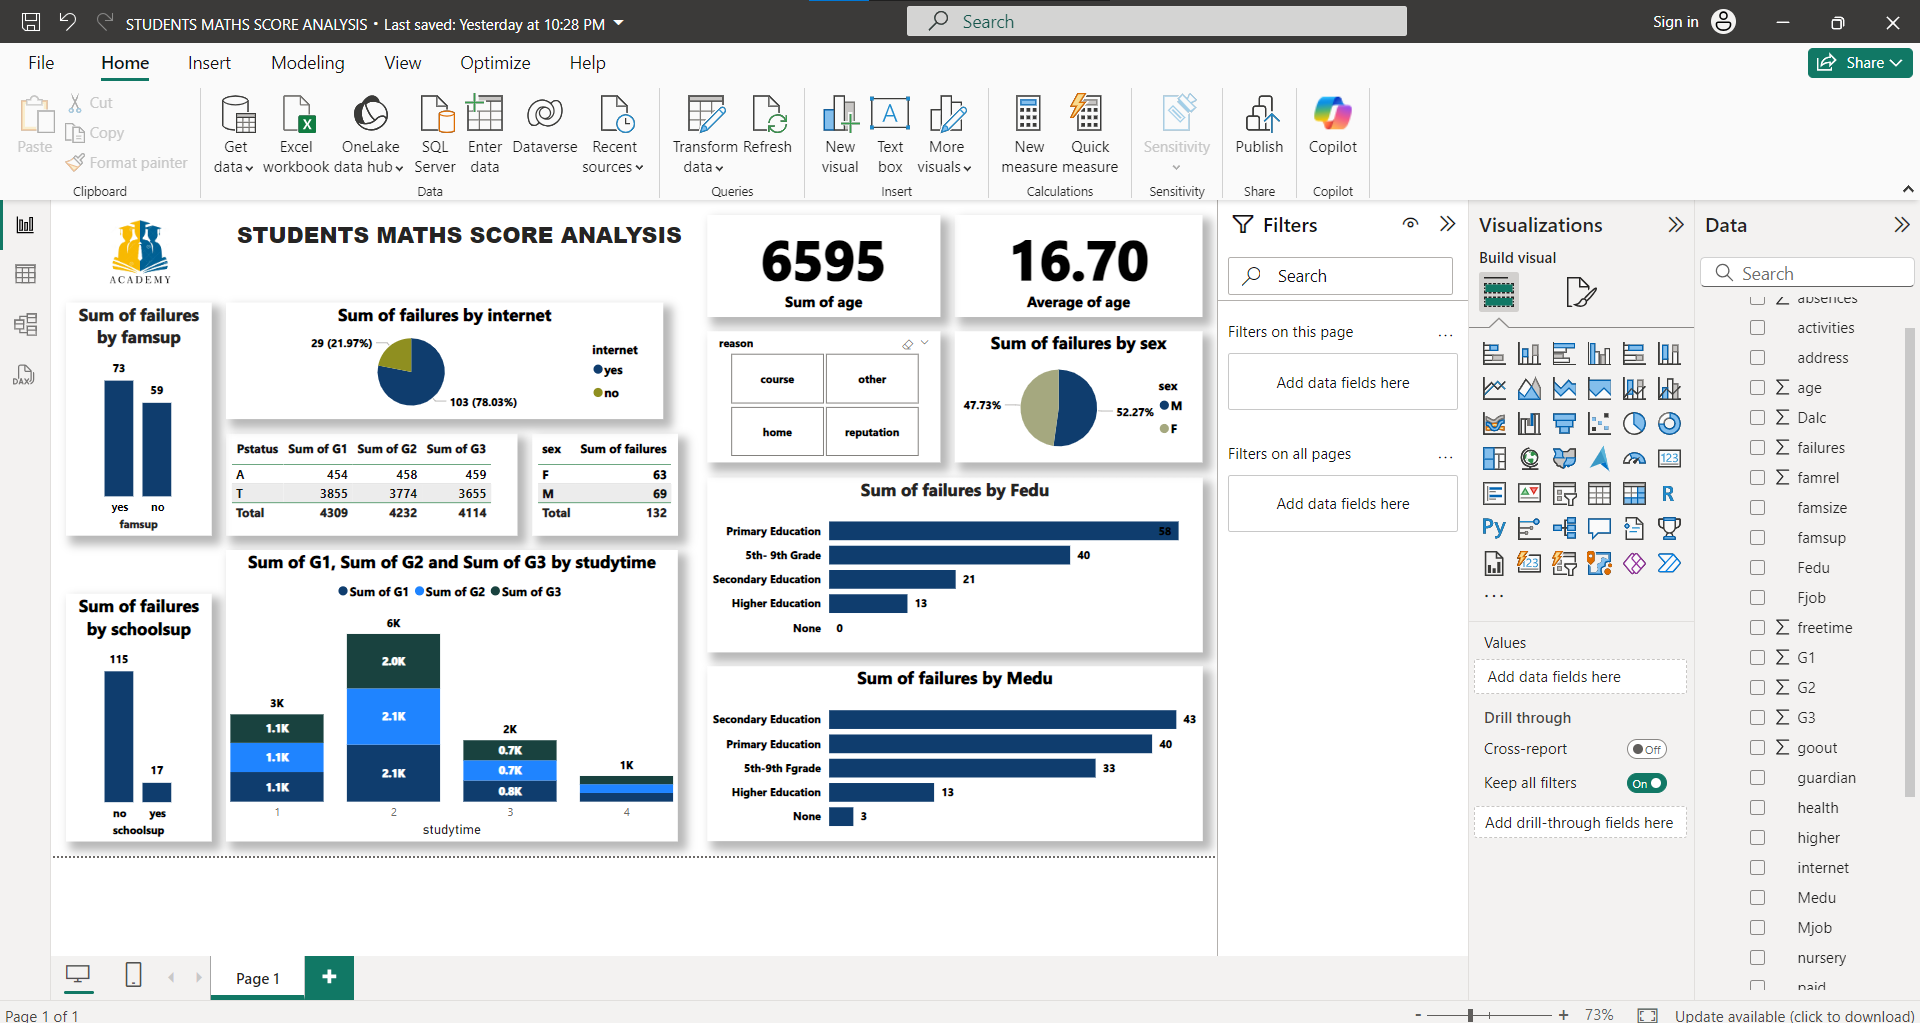 STUDENTS MATHS SCORE ANALYSIS • Last saved: Yesterday at 10:28 PM
Search
Sign in
File Home Insert Modeling View Optimize Help
Share
Paste
Cut
Copy
Format painter
Clipboard
Get data
Excel workbook
OneLake data hub
SQL Server
Enter data
Dataverse
Recent sources
Data
Transform data
Refresh
Queries
New visual
Text box
More visuals
Insert
New measure
Quick measure
Calculations
Sensitivity
Sensitivity
Publish
Share
Copilot
Copilot
ACADEMY
STUDENTS MATHS SCORE ANALYSIS
6595
Sum of age
16.70
Average of age
Sum of failures
by famsup
73
59
yes no
famsup
Sum of failures by internet
29 (21.97%)
103 (78.03%)
internet
yes
no
reason
course other
home reputation
Sum of failures by sex
47.73%
52.27%
sex
M
F
Pstatus Sum of G1 Sum of G2 Sum of G3
A 454 458 459
T 3855 3774 3655
Total 4309 4232 4114
sex Sum of failures
F 63
M 69
Total 132
Sum of failures by Fedu
Primary Education 58
5th- 9th Grade 40
Secondary Education 21
Higher Education 13
None 0
Sum of failures
by schoolsup
115
17
no yes
schoolsup
Sum of G1, Sum of G2 and Sum of G3 by studytime
Sum of G1 Sum of G2 Sum of G3
3K
1.1K
1.1K
1.1K
6K
2.0K
2.1K
2.1K
2K
0.7K
0.7K
0.8K
1K
1 2 3 4
studytime
Sum of failures by Medu
Secondary Education 43
Primary Education 40
5th-9th Fgrade 33
Higher Education 13
None 3
Filters
Search
Filters on this page ...
Add data fields here
Filters on all pages ...
Add data fields here
Visualizations
Build visual
123
R
Py
123
...
Values
Add data fields here
Drill through
Cross-report Off
Keep all filters On
Add drill-through fields here
Data
Search
absences
activities
address
age
Dalc
failures
famrel
famsize
famsup
Fedu
Fjob
freetime
G1
G2
G3
goout
guardian
health
higher
internet
Medu
Mjob
nursery
paid
DAX
Page 1
+
Page 1 of 1
- + 73%
Update available (click to download)